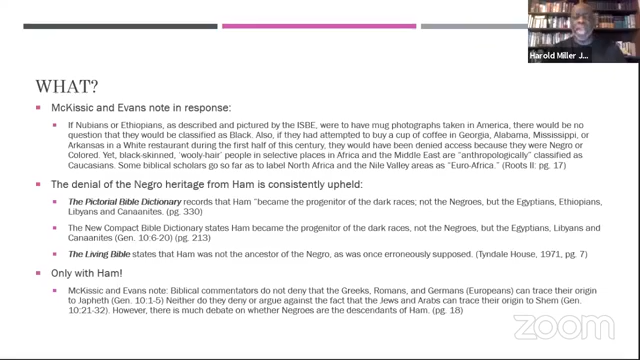 Harold Miller J...
WHAT?
McKissic and Evans note in response:
If Nubians or Ethiopians, as described and pictured by the ISBE, were to have mug photographs taken in America, there would be no
question that they would be classified as Black. Also, if they had attempted to buy a cup of coffee in Georgia, Alabama, Mississippi, or
Arkansas in a White restaurant during the first half of this century, they would have been denied access because they were Negro or
Colored. Yet, black-skinned, 'wooly-hair' people in selective places in Africa and the Middle East are "anthropologically" classified as
Caucasians. Some biblical scholars go so far as to label North Africa and the Nile Valley areas as "Euro-Africa." (Roots II: pg. 17)
The denial of the Negro heritage from Ham is consistently upheld:
The Pictorial Bible Dictionary records that Ham "became the progenitor of the dark races; not the Negroes, but the Egyptians, Ethiopians,
Libyans and Canaanites. (pg. 330)
The New Compact Bible Dictionary states Ham became the progenitor of the dark races, not the Negroes, but the Egyptians, Libyans and
Canaanites (Gen. 10:6-20) (pg. 213)
The Living Bible states that Ham was not the ancestor of the Negro, as was once erroneously supposed. (Tyndale House, 1971, pg. 7)
Only with Ham!
McKissic and Evans note: Biblical commentators do not deny that the Greeks, Romans, and Germans (Europeans) can trace their origin
to Japheth (Gen. 10:1-5) Neither do they deny or argue against the fact that the Jews and Arabs can trace their origin to Shem (Gen.
10:21-32). However, there is much debate on whether Negroes are the descendants of Ham. (pg. 18)
zoom